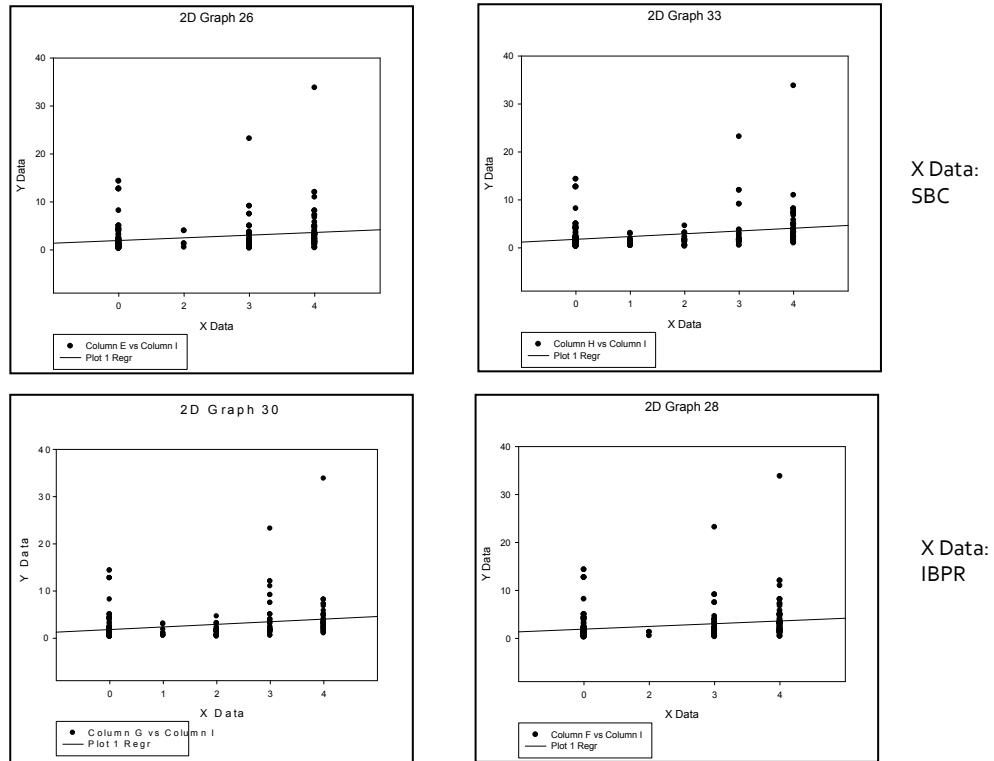 2D Graph 26
40
30
20
10
0
Y Data
0 2 3 4
X Data
Column E vs Column I
Plot 1 Regr
2D Graph 33
40
30
20
10
0
Y Data
0 1 2 3 4
X Data
Column H vs Column I
Plot 1 Regr
X Data:
SBC
2D Graph 30
40
30
20
10
0
Y Data
0 1 2 3 4
X Data
Column G vs Column I
Plot 1 Regr
2D Graph 28
40
30
20
10
0
Y Data
0 2 3 4
X Data
Column F vs Column I
Plot 1 Regr
X Data:
IBPR